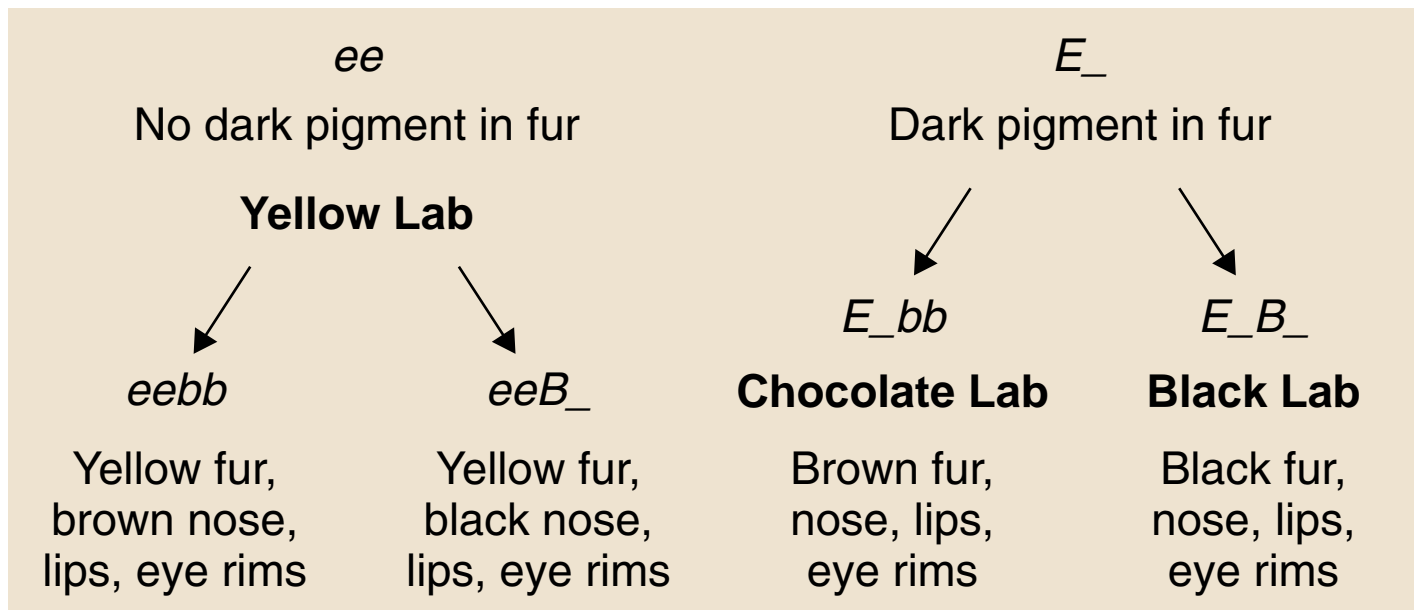 ee
No dark pigment in fur
Yellow Lab
eebb
Yellow fur,
brown nose,
lips, eye rims
eeB_
Yellow fur,
black nose,
lips, eye rims
E_
Dark pigment in fur
E_bb
Chocolate Lab
Brown fur,
nose, lips,
eye rims
E_B_
Black Lab
Black fur,
nose, lips,
eye rims